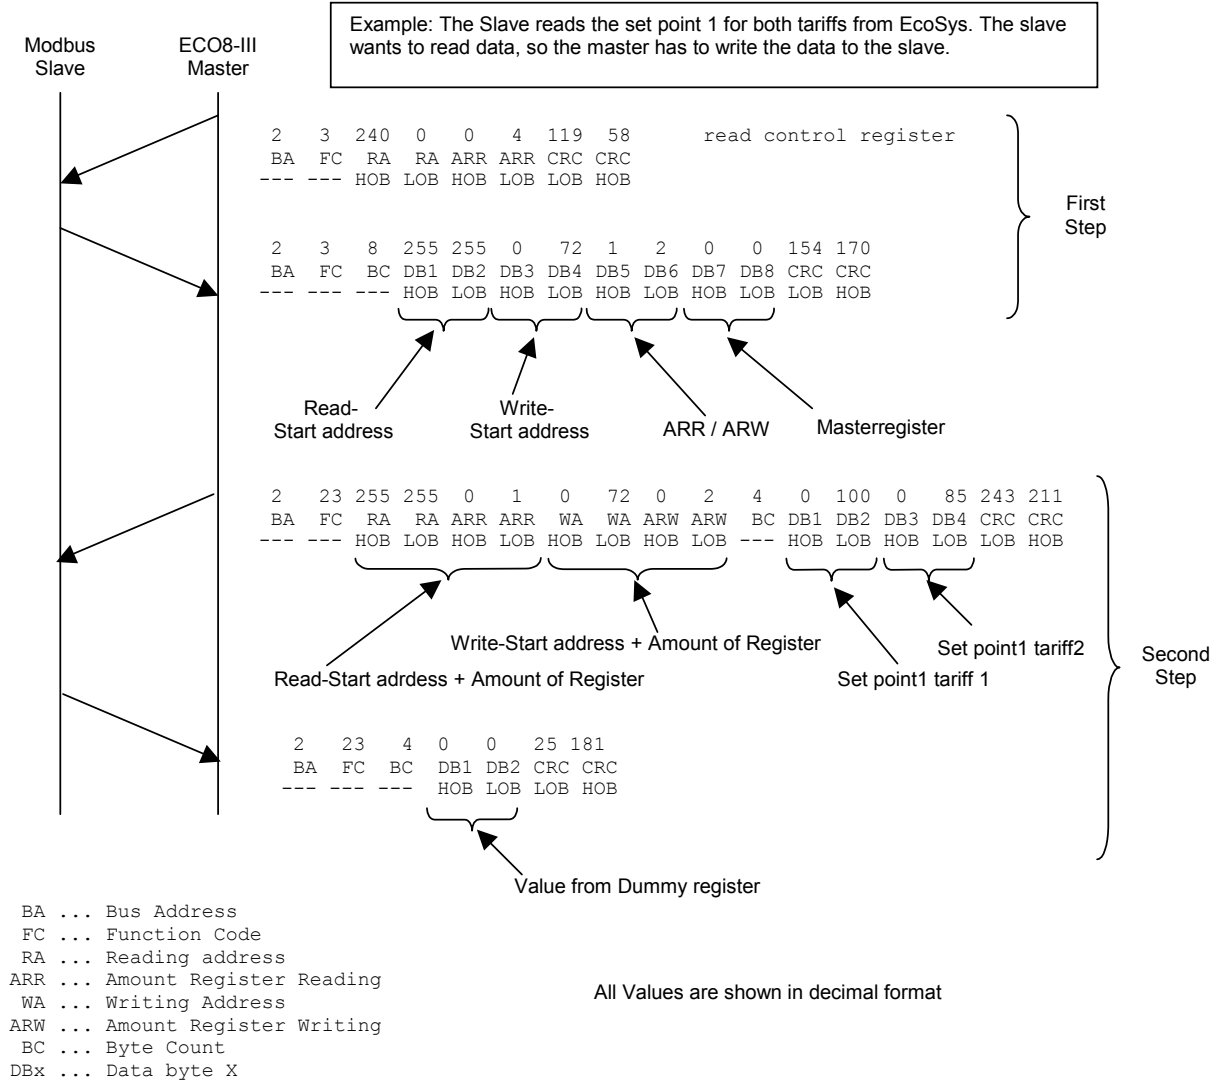 Example: The Slave reads the set point 1 for both tariffs from EcoSys. The slave
wants to read data, so the master has to write the data to the slave.
Modbus
Slave
ECO8-III
Master
2 3 240 0 0 4 119 58 read control register
BA FC RA RA ARR ARR CRC CRC
--- --- HOB LOB HOB LOB LOB HOB
First
Step
2 3 8 255 255 0 72 1 2 0 0 154 170
BA FC BC DB1 DB2 DB3 DB4 DB5 DB6 DB7 DB8 CRC CRC
--- --- --- HOB LOB HOB LOB HOB LOB HOB LOB LOB HOB
Read-
Start address
Write-
Start address
ARR / ARW
Masterregister
2 23 255 255 0 1 0 72 0 2 4 0 100 0 85 243 211
BA FC RA RA ARR ARR WA WA ARW ARW BC DB1 DB2 DB3 DB4 CRC CRC
--- --- HOB LOB HOB LOB HOB LOB HOB LOB --- HOB LOB HOB LOB LOB HOB
Write-Start address + Amount of Register
Set point1 tariff2
Read-Start adrdess + Amount of Register
Set point1 tariff 1
Second
Step
2 23 4 0 0 25 181
BA FC BC DB1 DB2 CRC CRC
--- --- --- HOB LOB LOB HOB
Value from Dummy register
BA ... Bus Address
FC ... Function Code
RA ... Reading address
ARR ... Amount Register Reading
WA ... Writing Address
ARW ... Amount Register Writing
BC ... Byte Count
DBx ... Data byte X
All Values are shown in decimal format